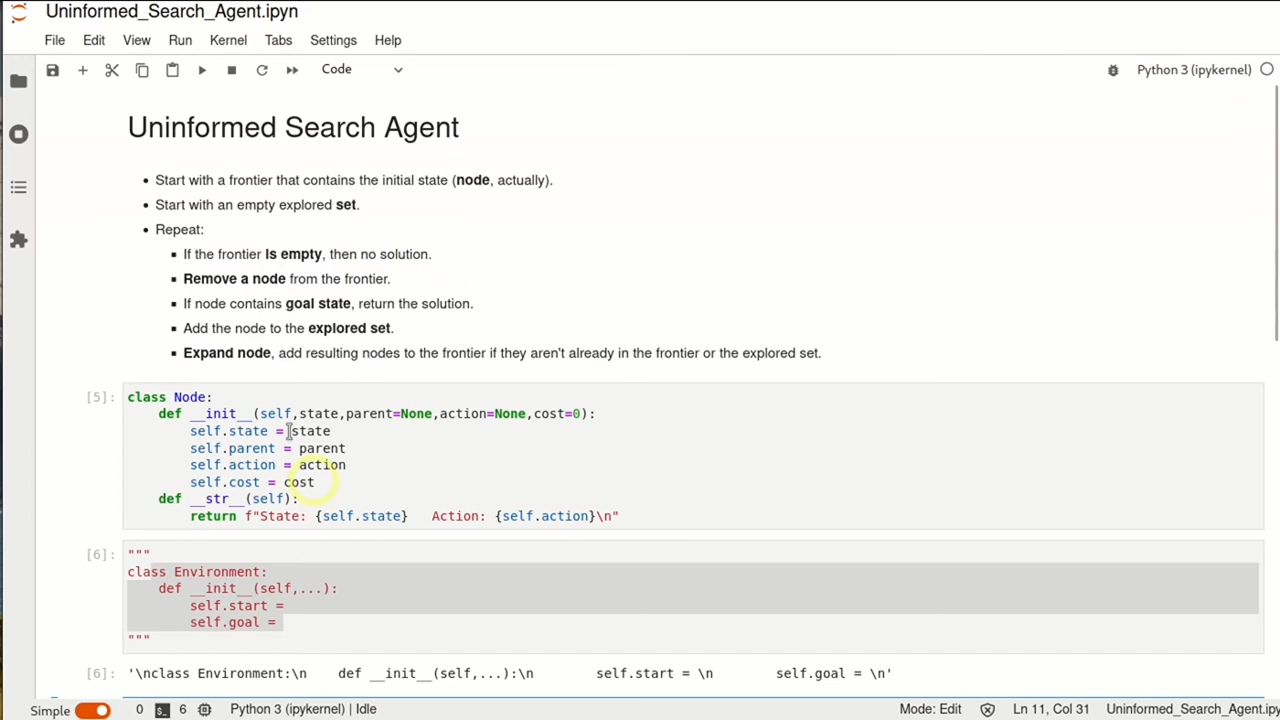 Uninformed_Search_Agent.ipyn
File Edit View Run Kernel Tabs Settings Help
Code Python 3 (ipykernel)
Uninformed Search Agent
• Start with a frontier that contains the initial state (node, actually).
• Start with an empty explored set.
• Repeat:
▪ If the frontier is empty, then no solution.
▪ Remove a node from the frontier.
▪ If node contains goal state, return the solution.
▪ Add the node to the explored set.
▪ Expand node, add resulting nodes to the frontier if they aren't already in the frontier or the explored set.
[5]: class Node:
    def __init__(self,state,parent=None,action=None,cost=0):
        self.state = state
        self.parent = parent
        self.action = action
        self.cost = cost
    def __str__(self):
        return f"State: {self.state}   Action: {self.action}\n"
[6]: """
class Environment:
    def __init__(self,...):
        self.start =
        self.goal =
"""
[6]: '\nclass Environment:\n    def __init__(self,...):\n        self.start = \n        self.goal = \n'
Simple 0 6 Python 3 (ipykernel) | Idle Mode: Edit Ln 11, Col 31 Uninformed_Search_Agent.ipy